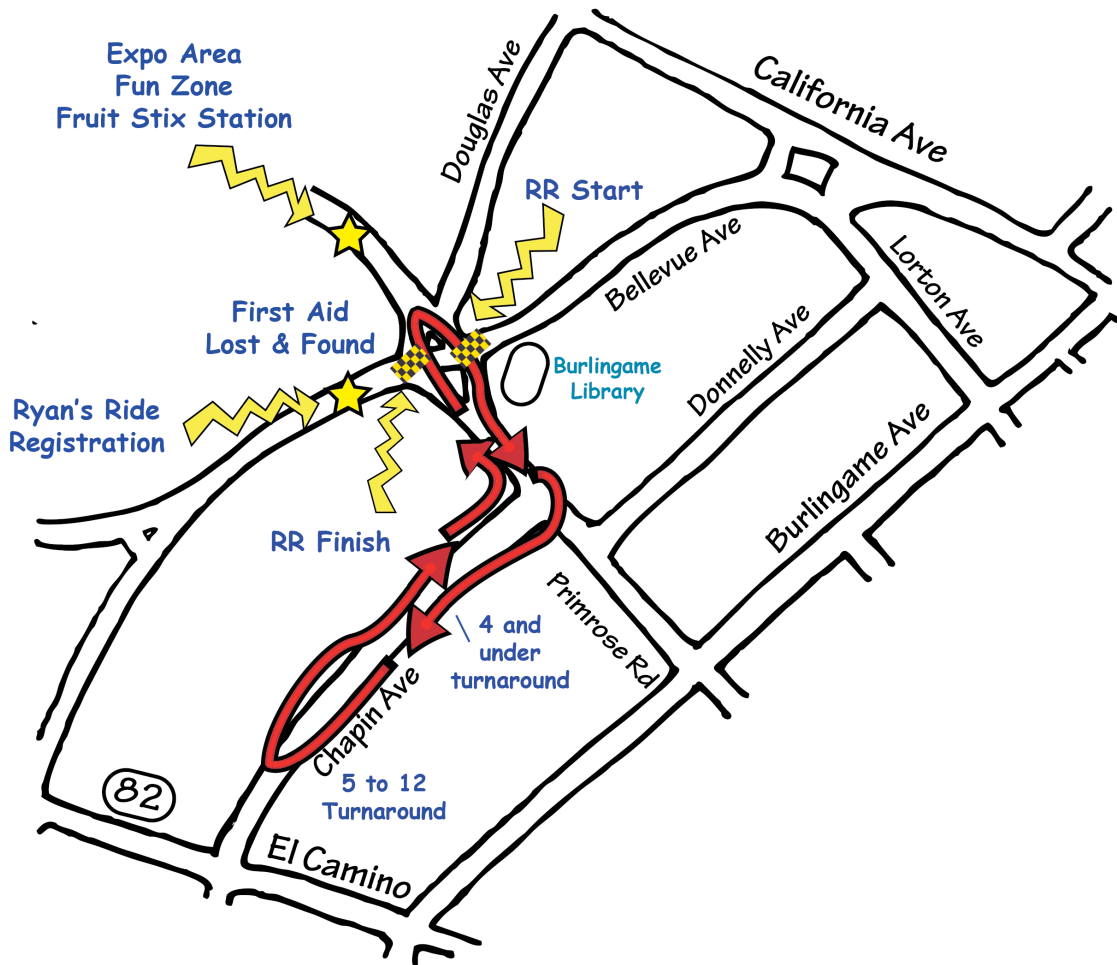 Expo Area
Fun Zone
Fruit Stix Station
Douglas Ave
California Ave
RR Start
Bellevue Ave
Lorton Ave
First Aid
Lost & Found
Burlingame
Library
Donnelly Ave
Ryan's Ride
Registration
Burlingame Ave
RR Finish
Primrose Rd
\ 4 and
under
turnaround
Chapin Ave
5 to 12
Turnaround
82
El Camino